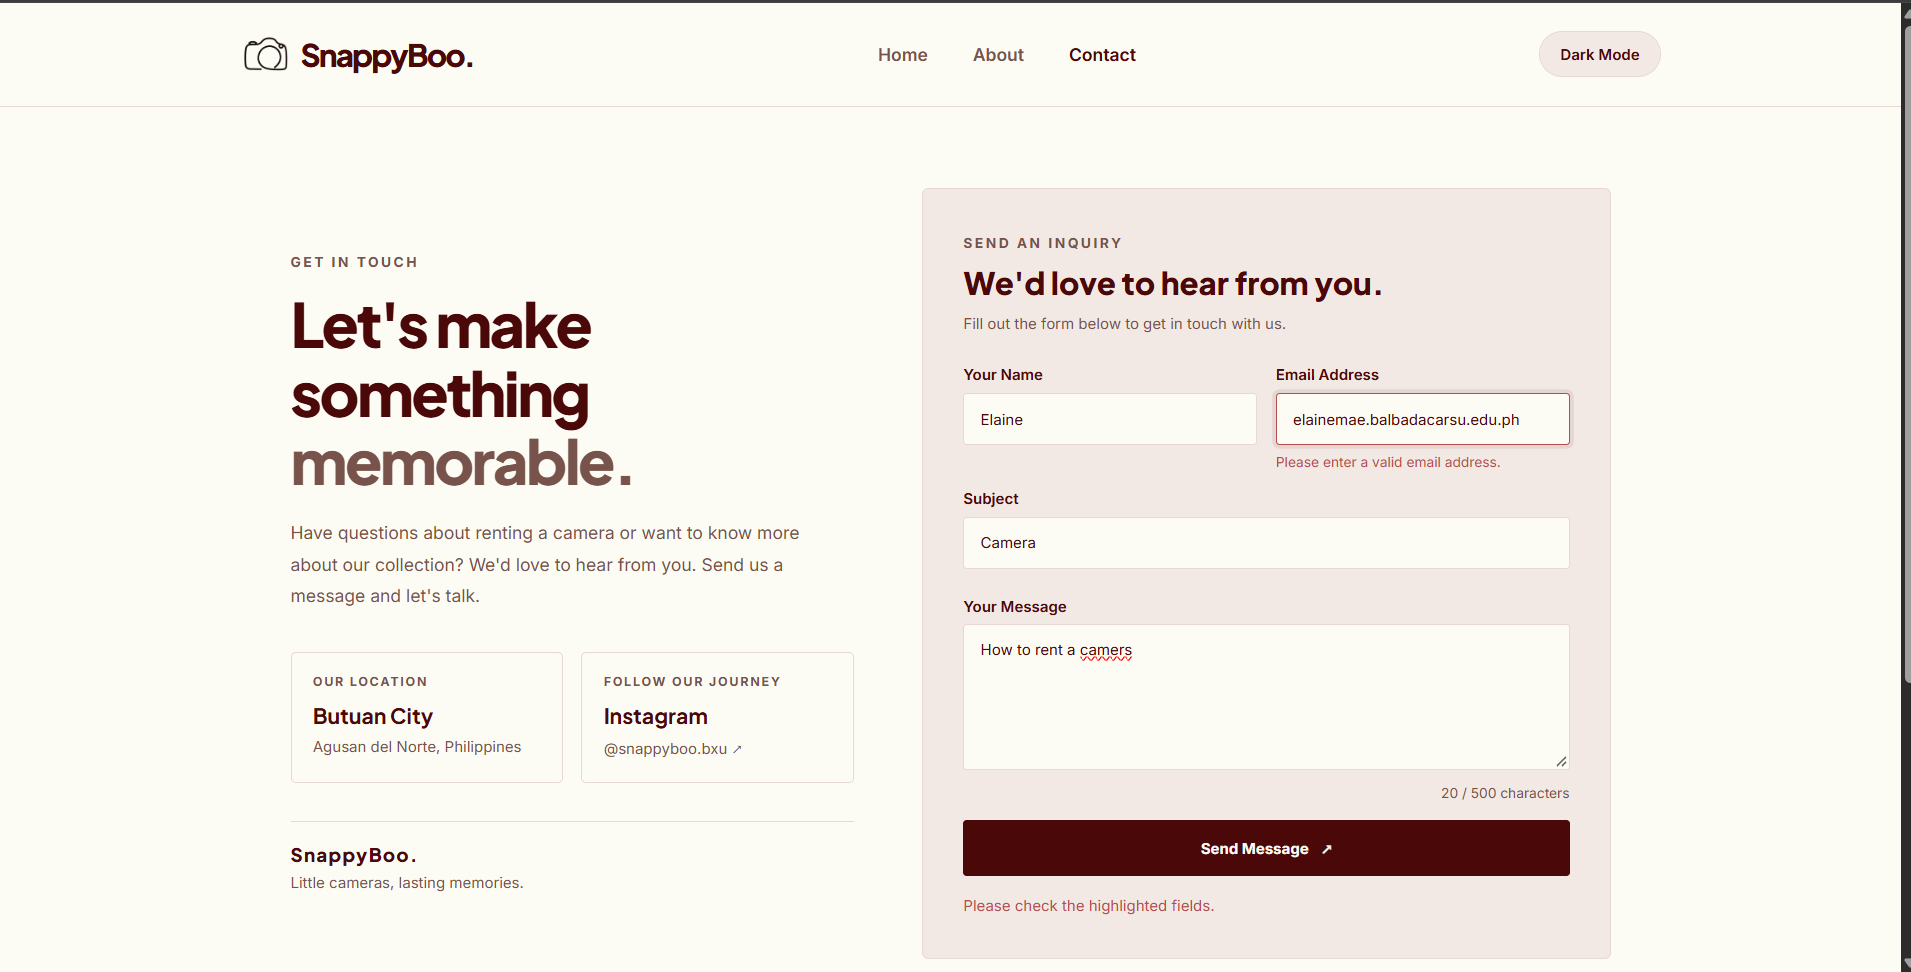 SnappyBoo.
Home
About
Contact
Dark Mode
GET IN TOUCH
Let's make
something
memorable.
Have questions about renting a camera or want to know more
about our collection? We'd love to hear from you. Send us a
message and let's talk.
OUR LOCATION
Butuan City
Agusan del Norte, Philippines
FOLLOW OUR JOURNEY
Instagram
@snappyboo.bxu ↗
SnappyBoo.
Little cameras, lasting memories.
SEND AN INQUIRY
We'd love to hear from you.
Fill out the form below to get in touch with us.
Your Name
Elaine
Email Address
elainemae.balbadacarsu.edu.ph
Please enter a valid email address.
Subject
Camera
Your Message
How to rent a camers
20 / 500 characters
Send Message ↗
Please check the highlighted fields.